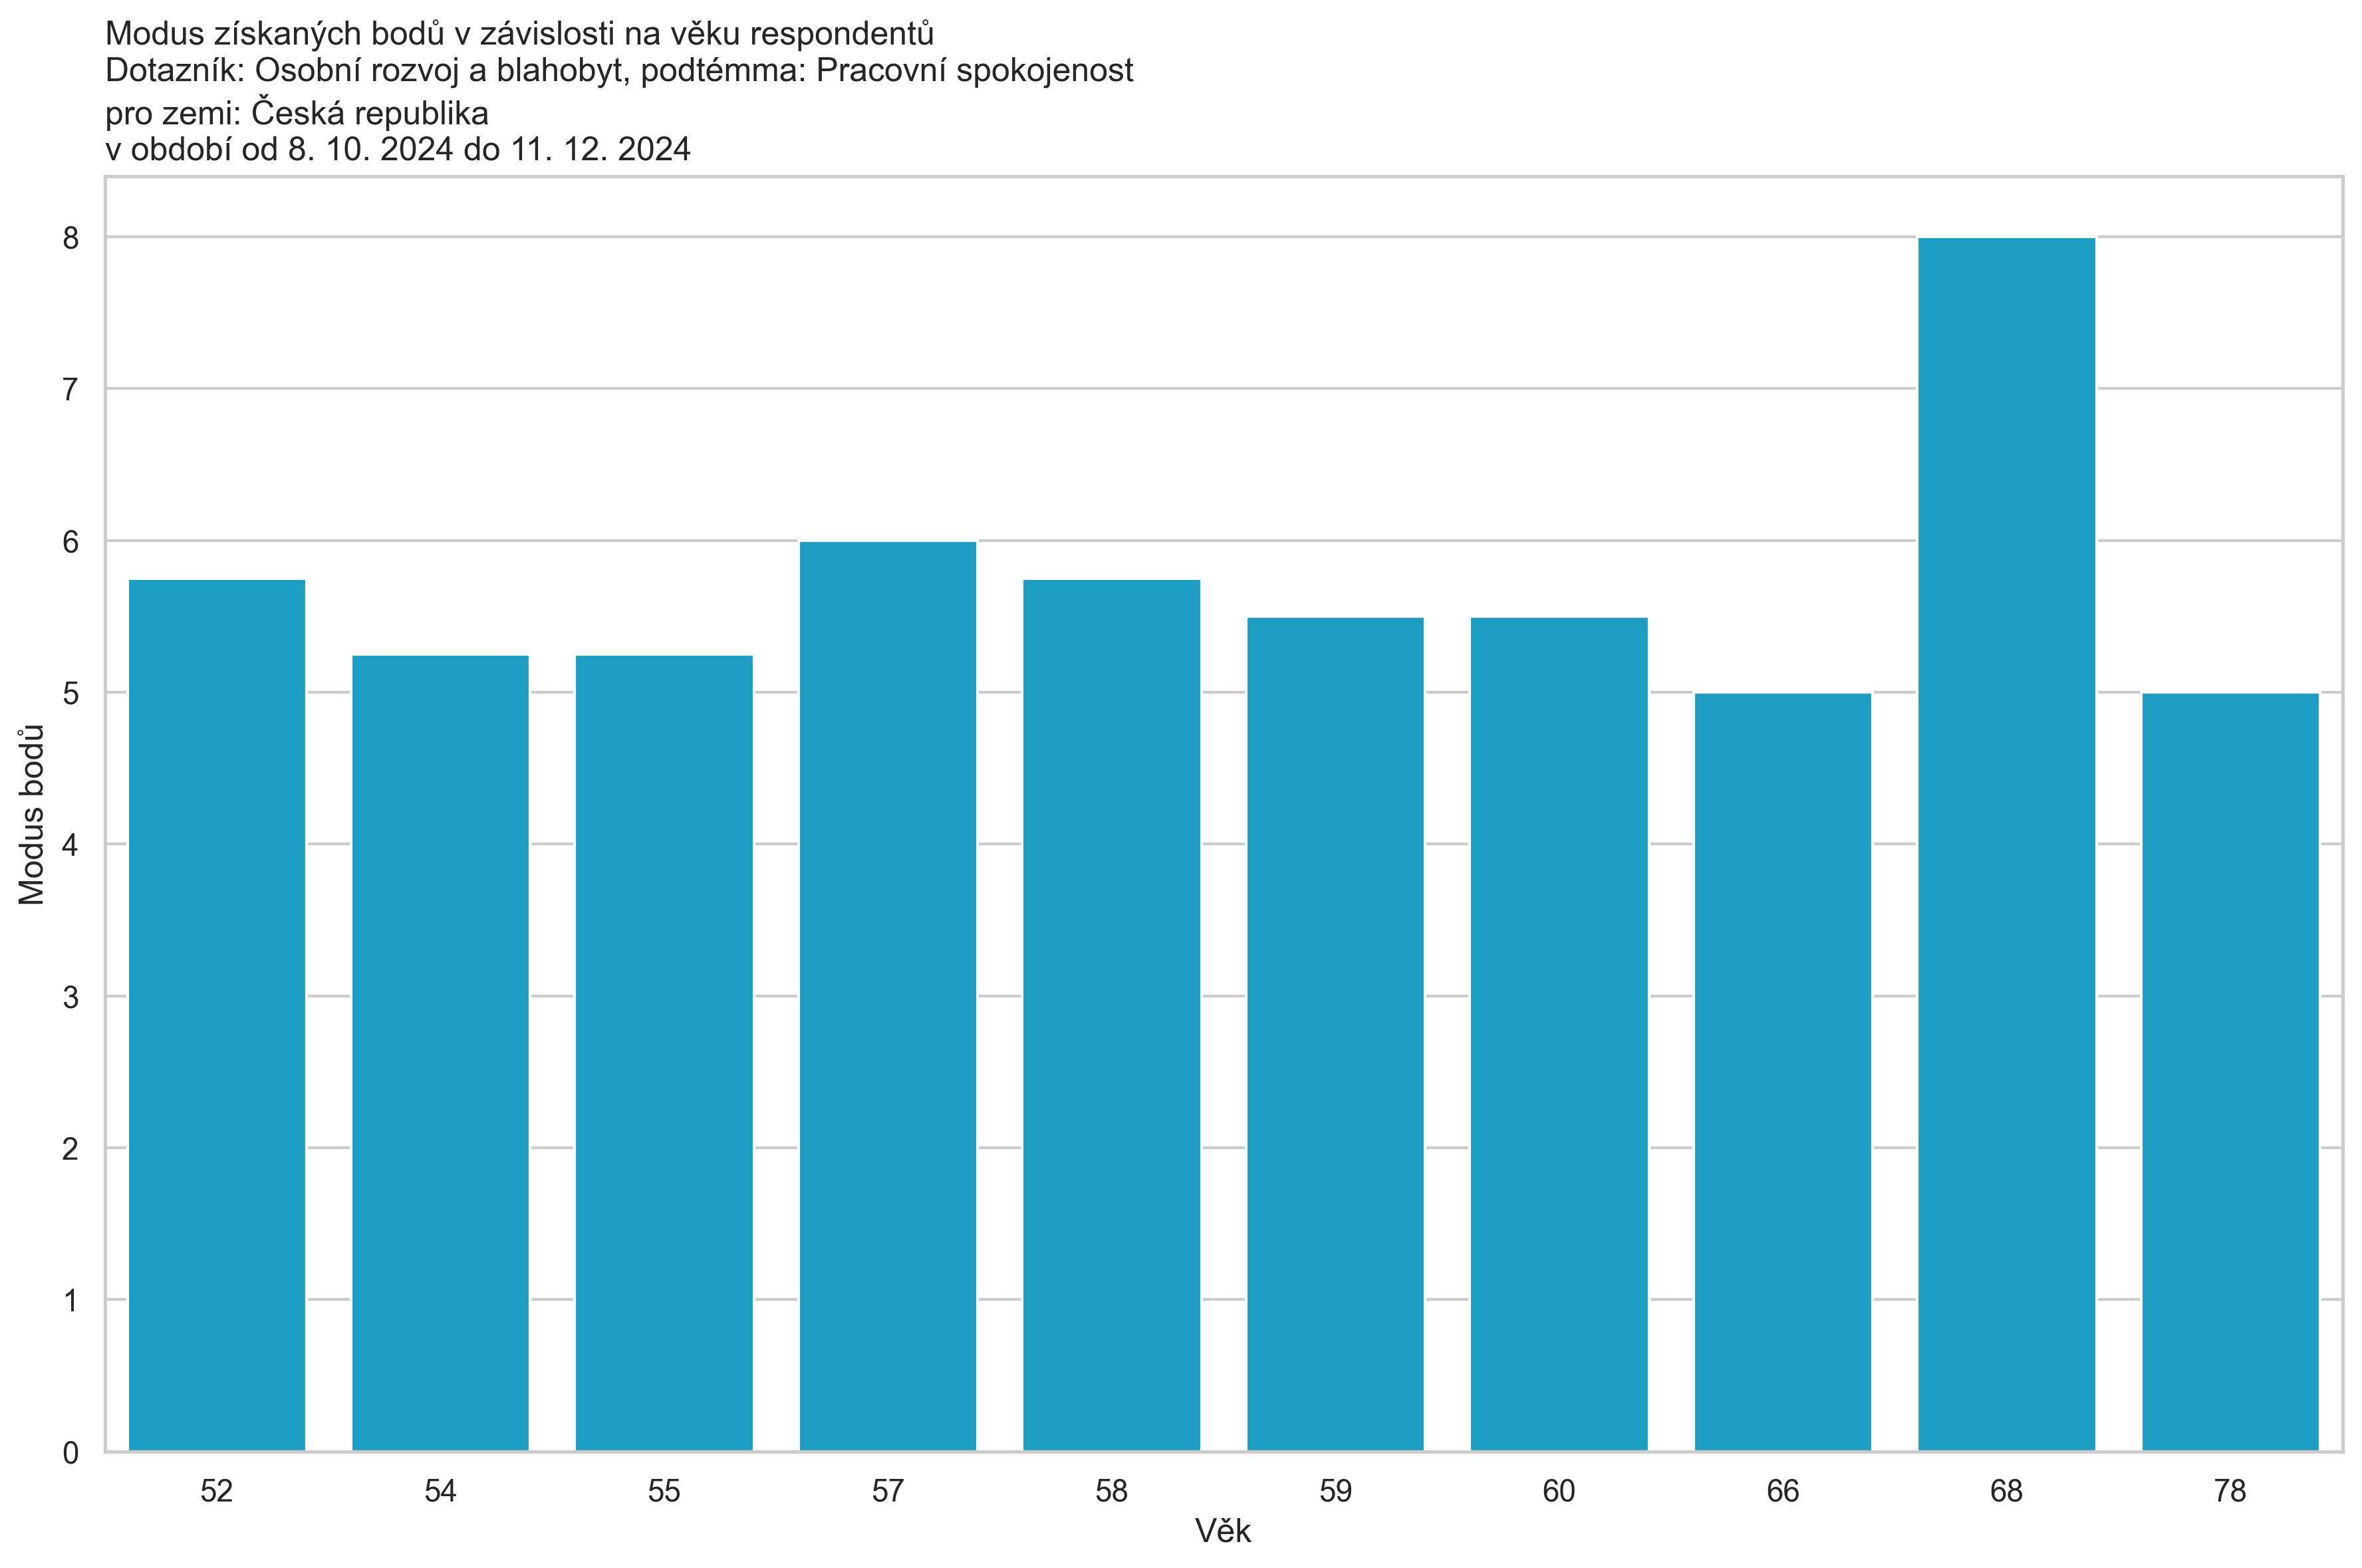 Modus získaných bodů v závislosti na věku respondentů
Dotazník: Osobní rozvoj a blahobyt, podtémma: Pracovní spokojenost
pro zemi: Česká republika
v období od 8. 10. 2024 do 11. 12. 2024
8
7
6
5
4
3
2
1
0
Modus bodů
52 54 55 57 58 59 60 66 68 78
Věk